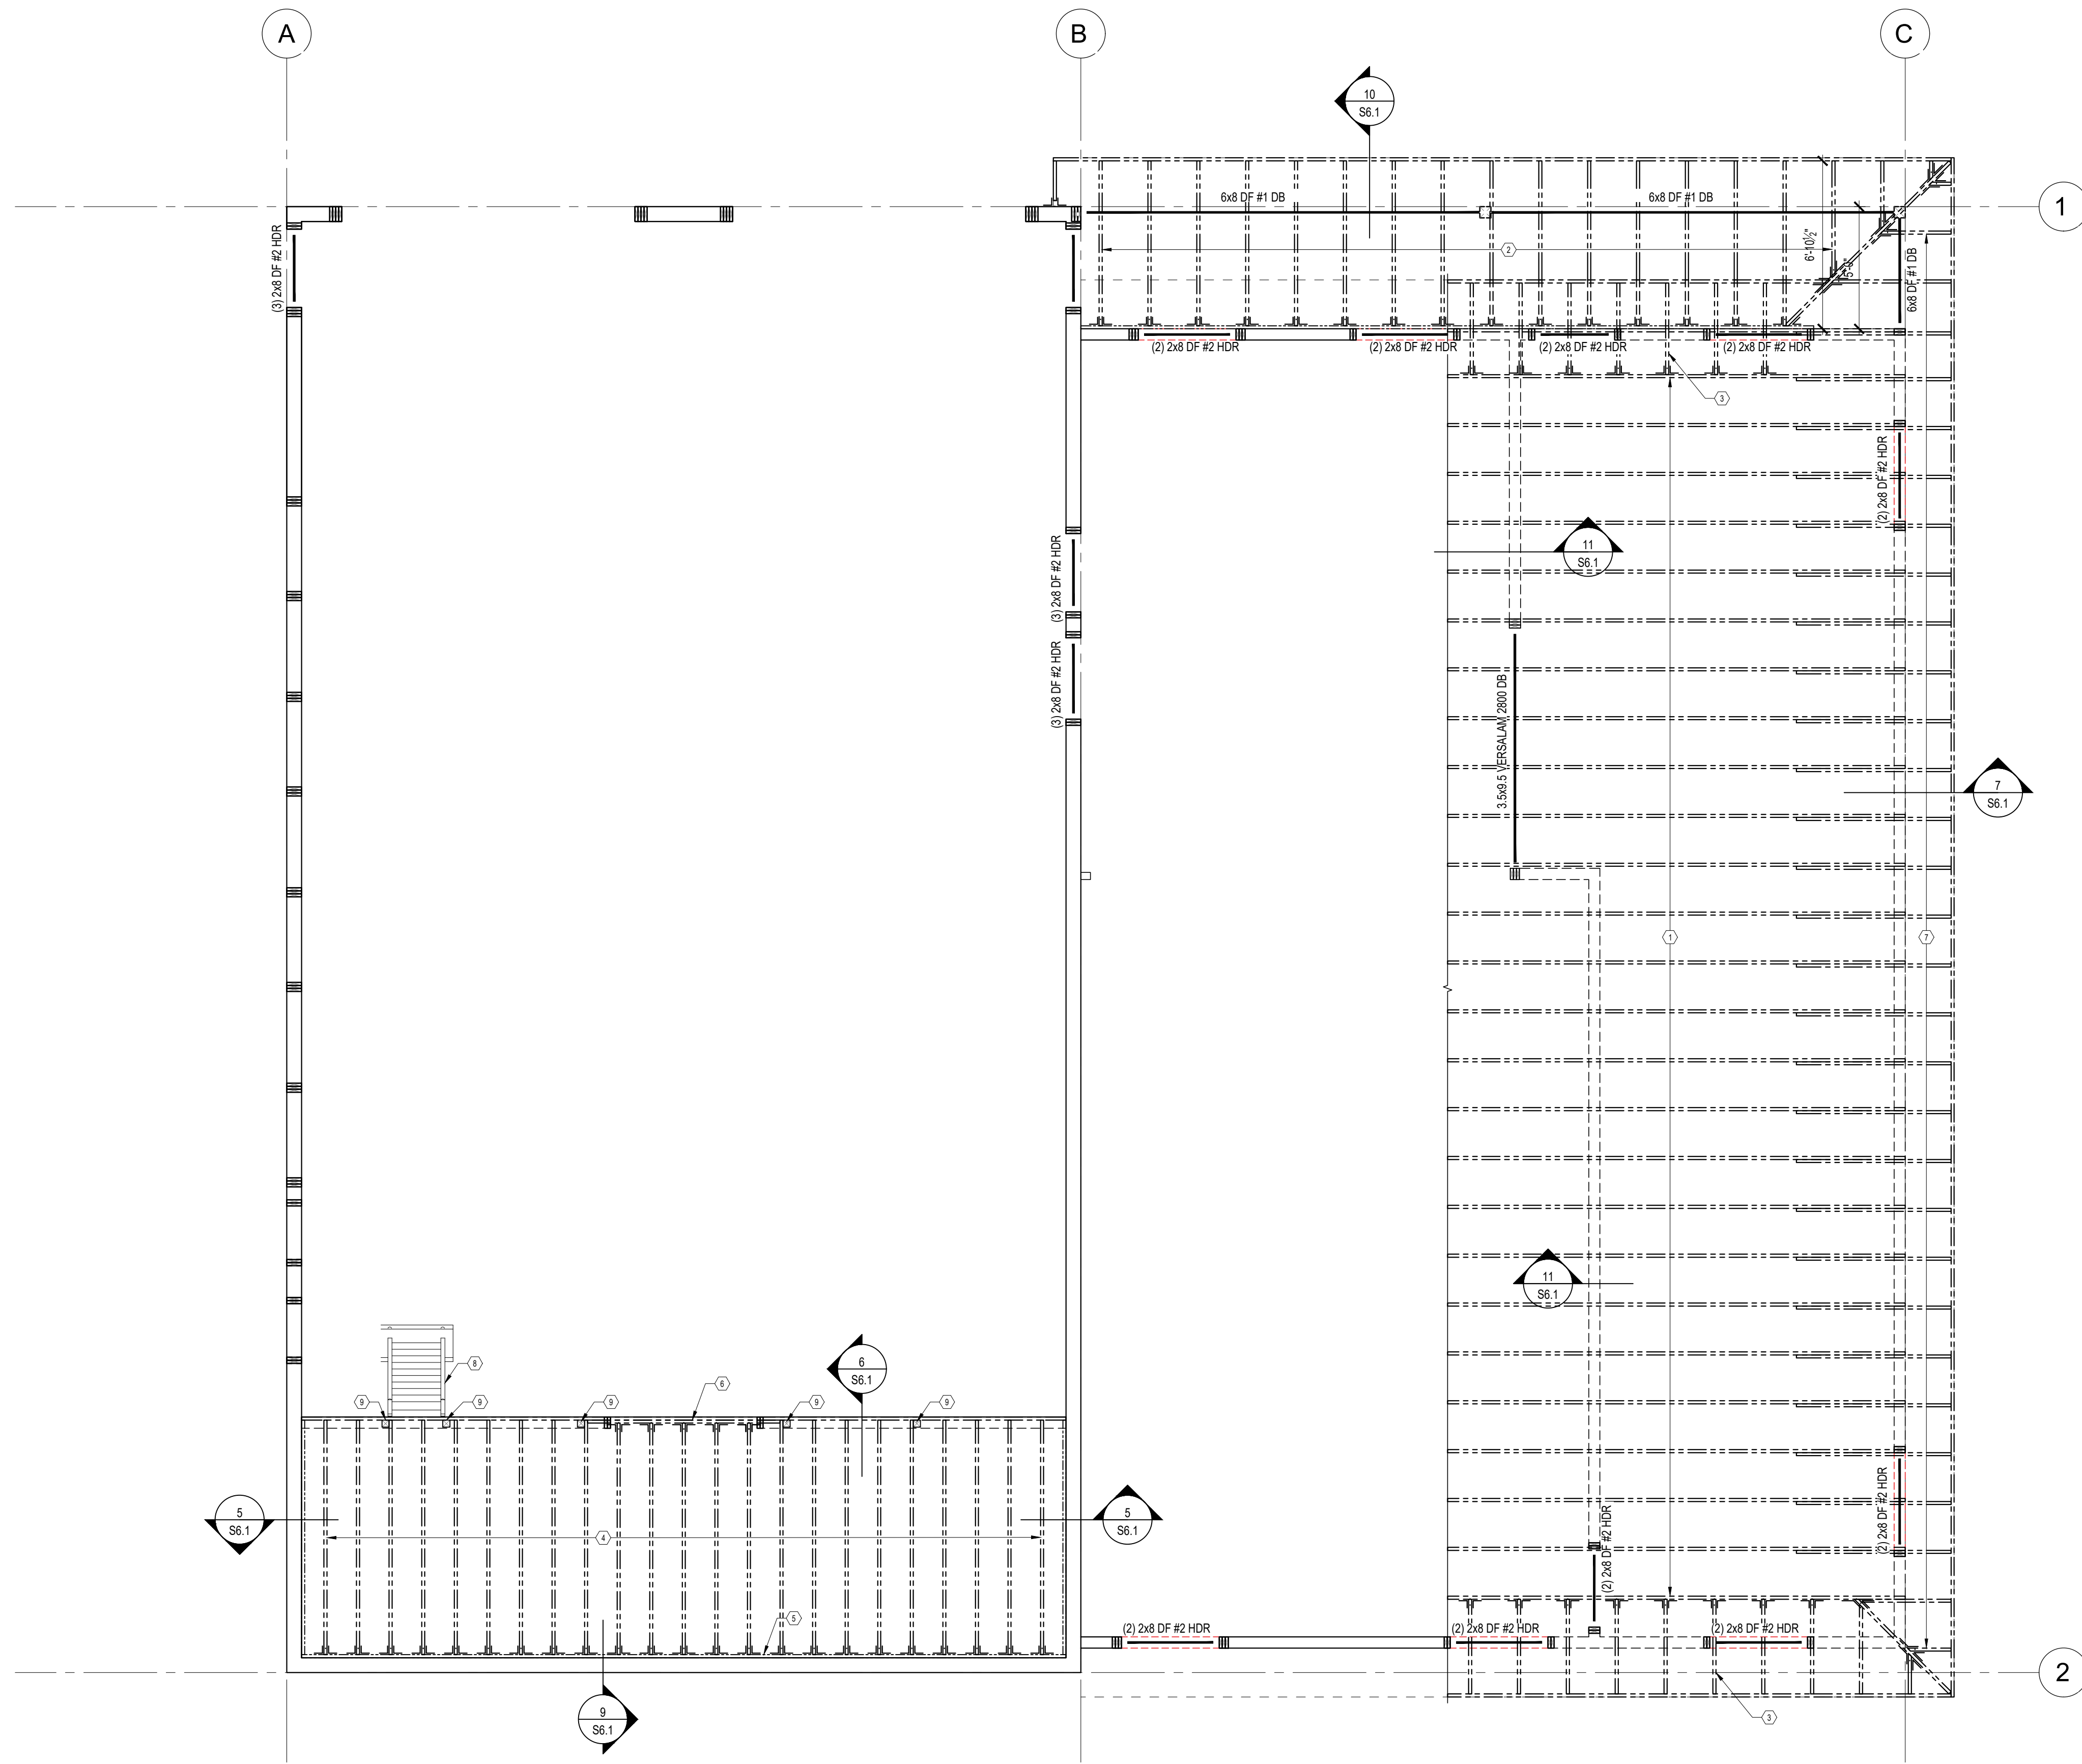 A
B
C
10
S6.1
1
6x8 DF #1 DB
6x8 DF #1 DB
(3) 2x8 DF #2 HDR
2
6'-10½"
5'-9"
6x8 DF #1 DB
(2) 2x8 DF #2 HDR
(2) 2x8 DF #2 HDR
(2) 2x8 DF #2 HDR
(2) 2x8 DF #2 HDR
3
(2) 2x8 DF #2 HDR
11
S6.1
(3) 2x8 DF #2 HDR
(3) 2x8 DF #2 HDR
3.5x9.5 VERSALAM 2800 DB
7
S6.1
1
7
11
S6.1
6
S6.1
8
6
9
9
9
9
9
5
S6.1
4
5
S6.1
(2) 2x8 DF #2 HDR
(2) 2x8 DF #2 HDR
5
(2) 2x8 DF #2 HDR
(2) 2x8 DF #2 HDR
(2) 2x8 DF #2 HDR
2
9
S6.1
3